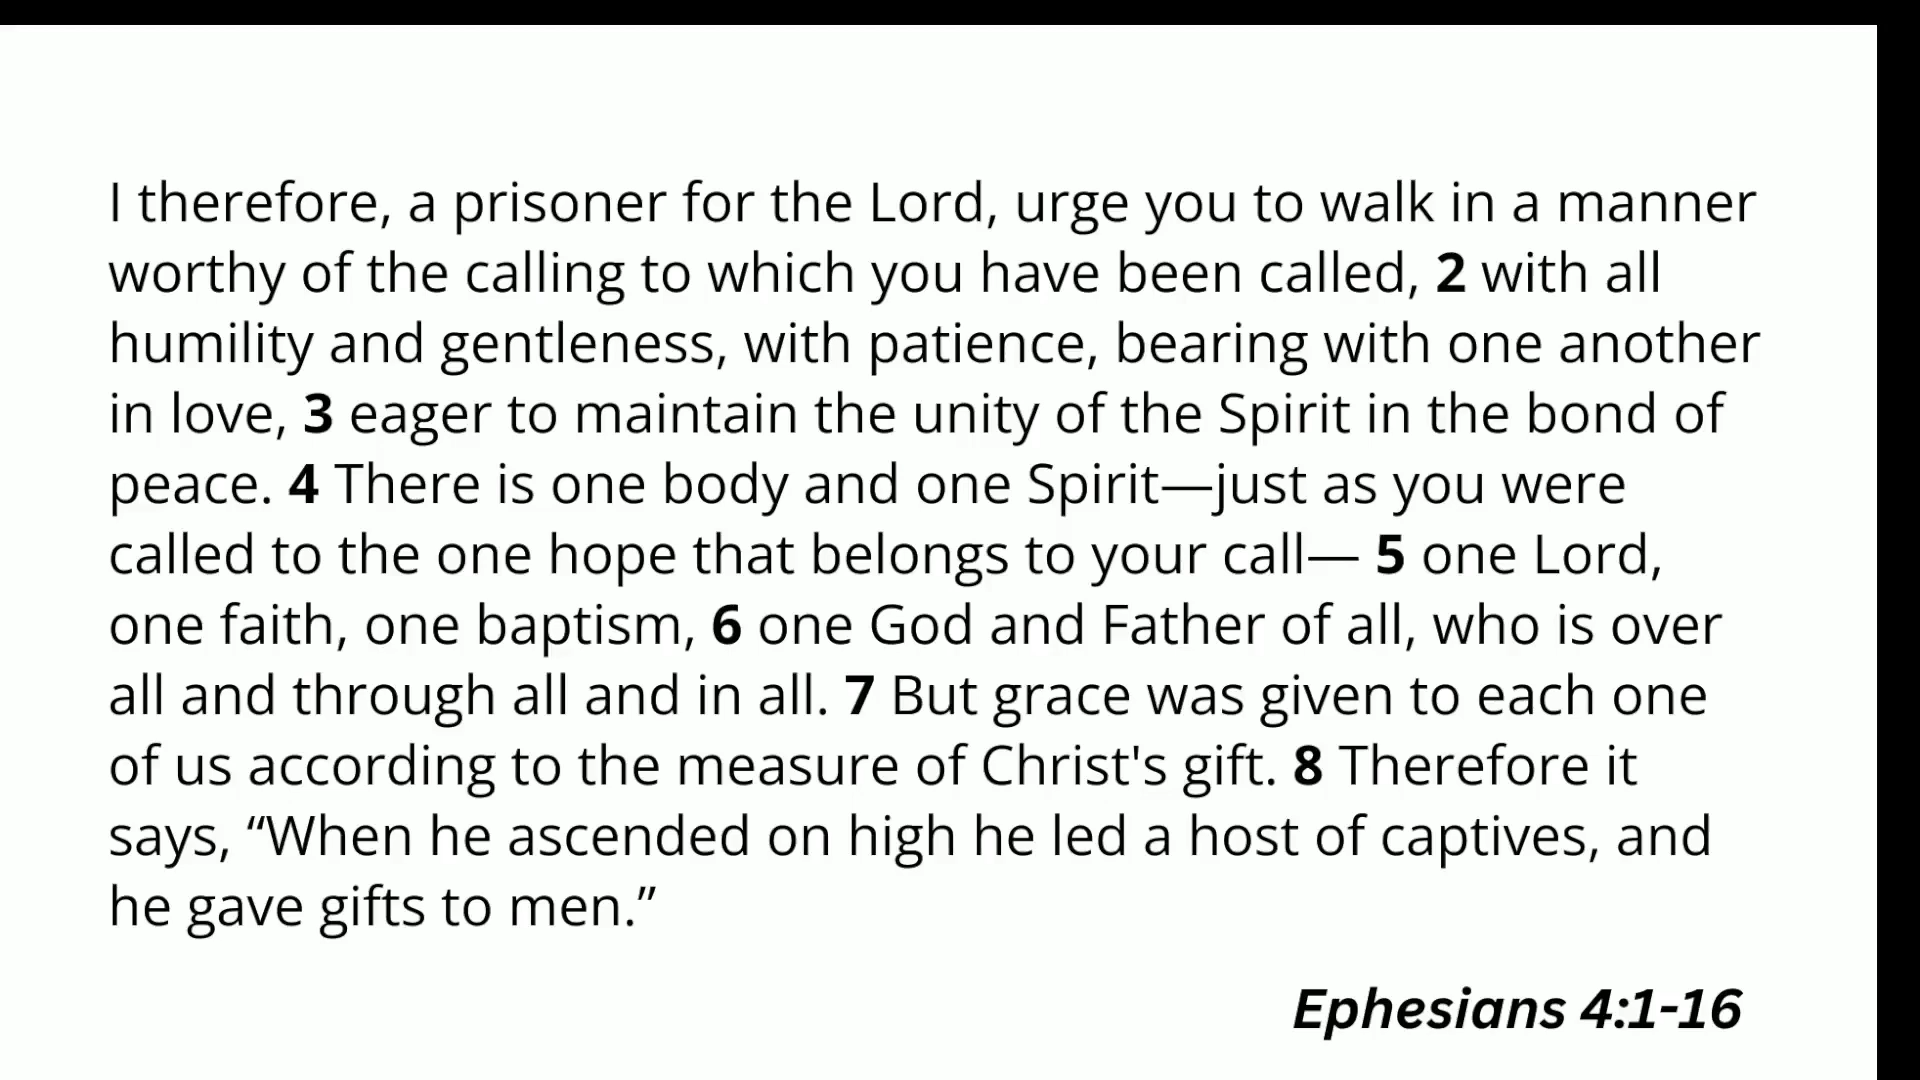 I therefore, a prisoner for the Lord, urge you to walk in a manner
worthy of the calling to which you have been called, 2 with all
humility and gentleness, with patience, bearing with one another
in love, 3 eager to maintain the unity of the Spirit in the bond of
peace. 4 There is one body and one Spirit—just as you were
called to the one hope that belongs to your call— 5 one Lord,
one faith, one baptism, 6 one God and Father of all, who is over
all and through all and in all. 7 But grace was given to each one
of us according to the measure of Christ's gift. 8 Therefore it
says, “When he ascended on high he led a host of captives, and
he gave gifts to men.”
Ephesians 4:1-16